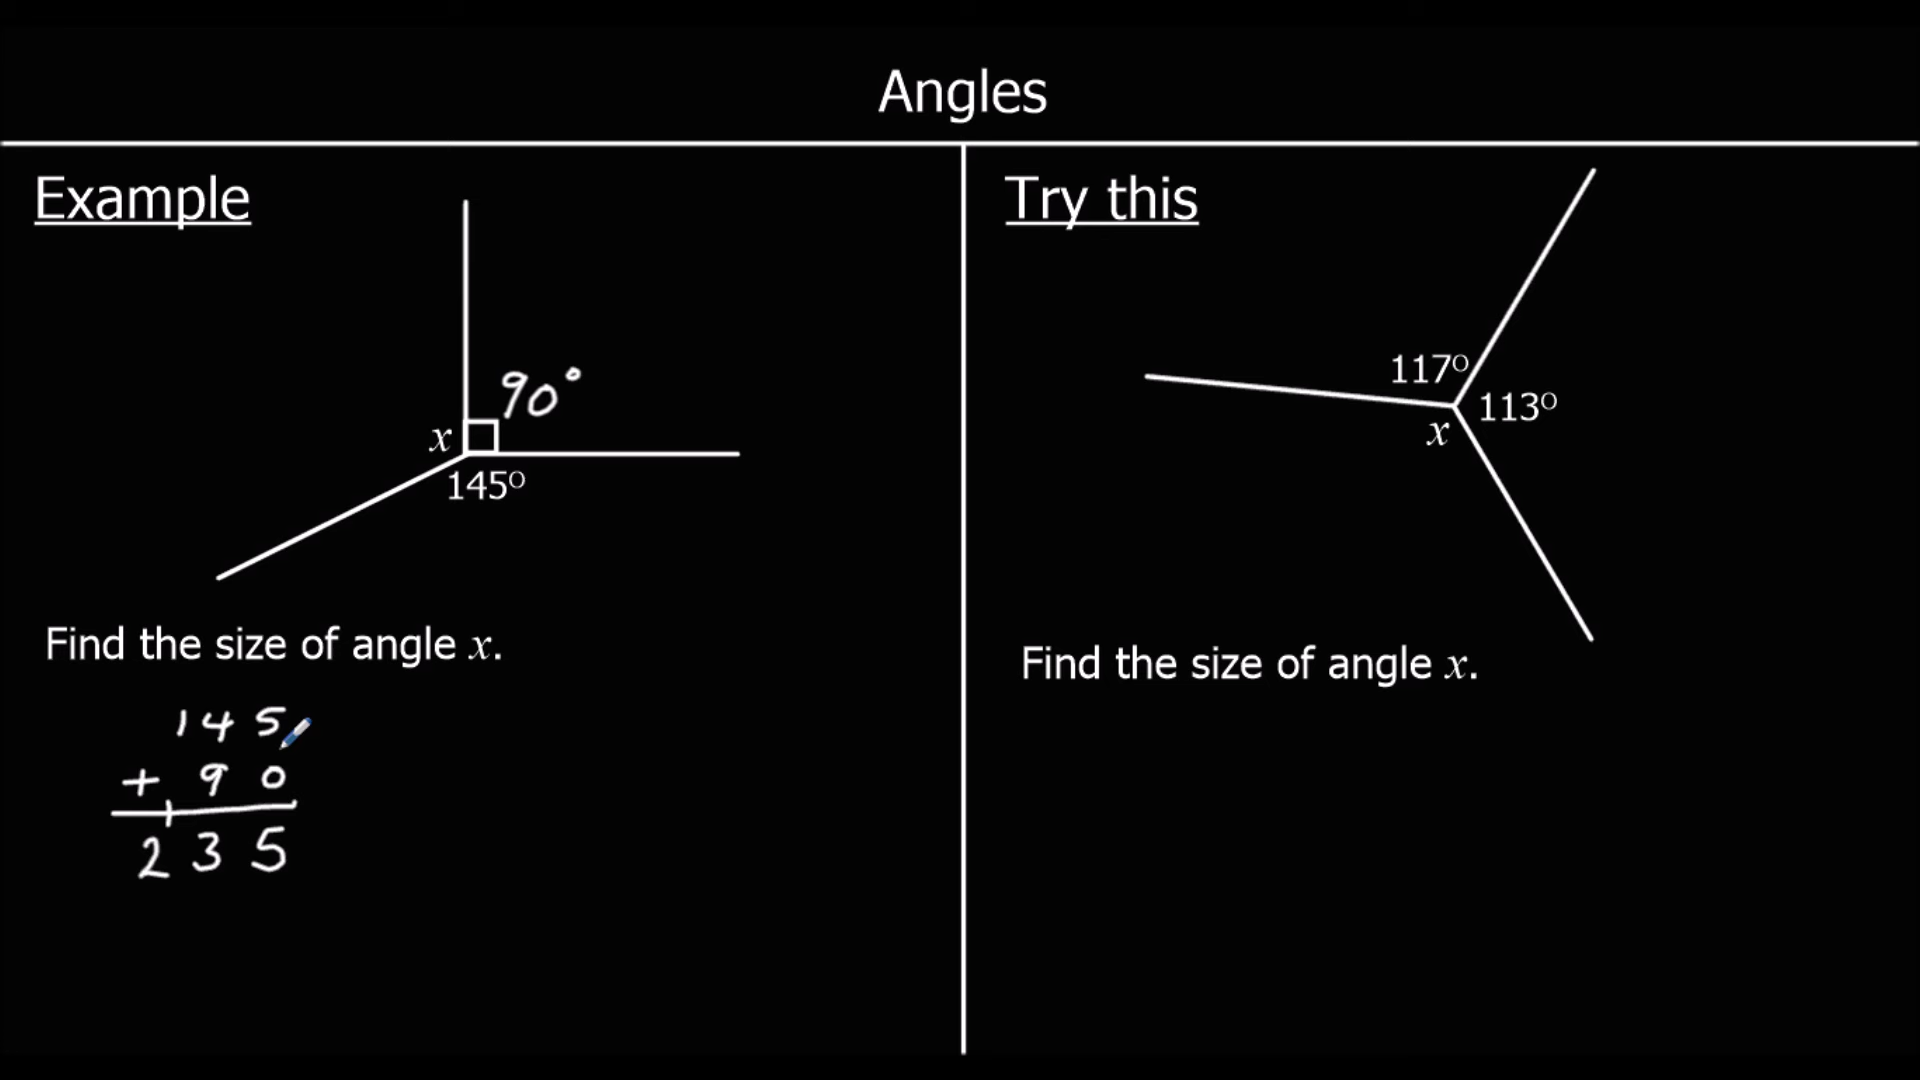 Angles
Example
90°
x
145°
Find the size of angle x.
145
+ 90
1
235
Try this
117°
113°
x
Find the size of angle x.